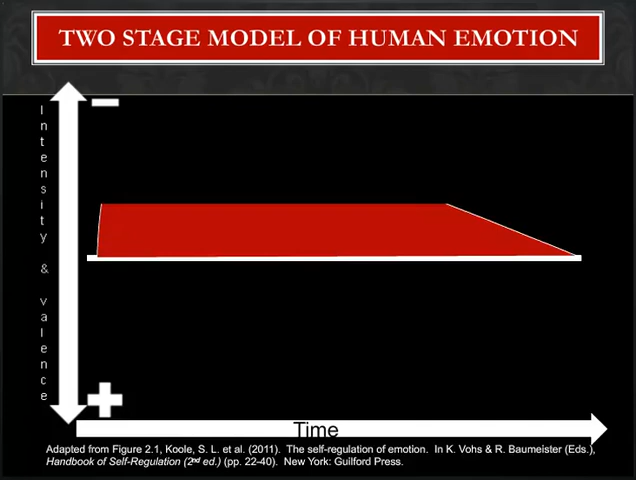 TWO STAGE MODEL OF HUMAN EMOTION
Intensity & valence
Time
Adapted from Figure 2.1, Koole, S. L. et al. (2011). The self-regulation of emotion. In K. Vohs & R. Baumeister (Eds.),
Handbook of Self-Regulation (2nd ed.) (pp. 22-40). New York: Guilford Press.